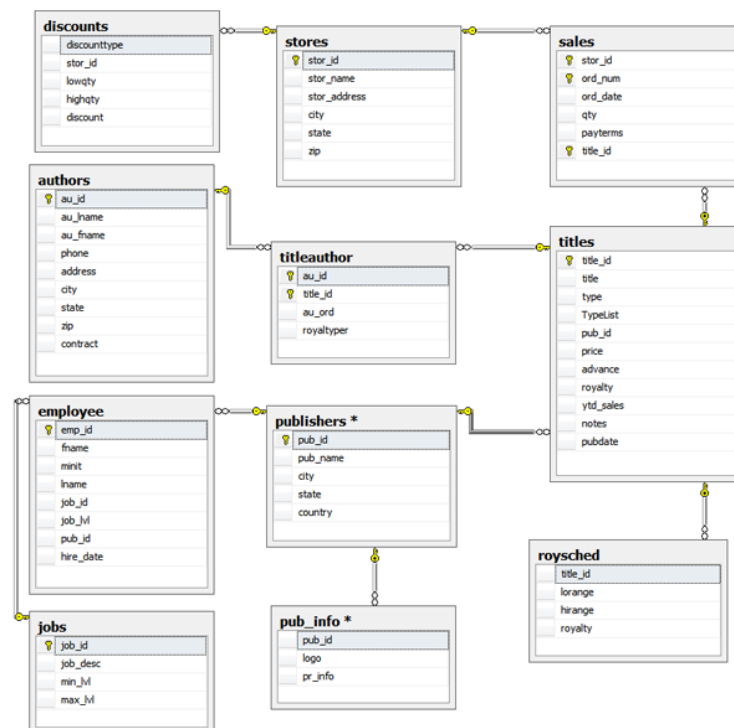 discounts
discounttype
stor_id
lowqty
highqty
discount
stores
stor_id
stor_name
stor_address
city
state
zip
sales
stor_id
ord_num
ord_date
qty
payterms
title_id
authors
au_id
au_lname
au_fname
phone
address
city
state
zip
contract
titleauthor
au_id
title_id
au_ord
royaltyper
titles
title_id
title
type
TypeList
pub_id
price
advance
royalty
ytd_sales
notes
pubdate
employee
emp_id
fname
minit
lname
job_id
job_lvl
pub_id
hire_date
publishers *
pub_id
pub_name
city
state
country
roysched
title_id
lorange
hirange
royalty
jobs
job_id
job_desc
min_lvl
max_lvl
pub_info *
pub_id
logo
pr_info